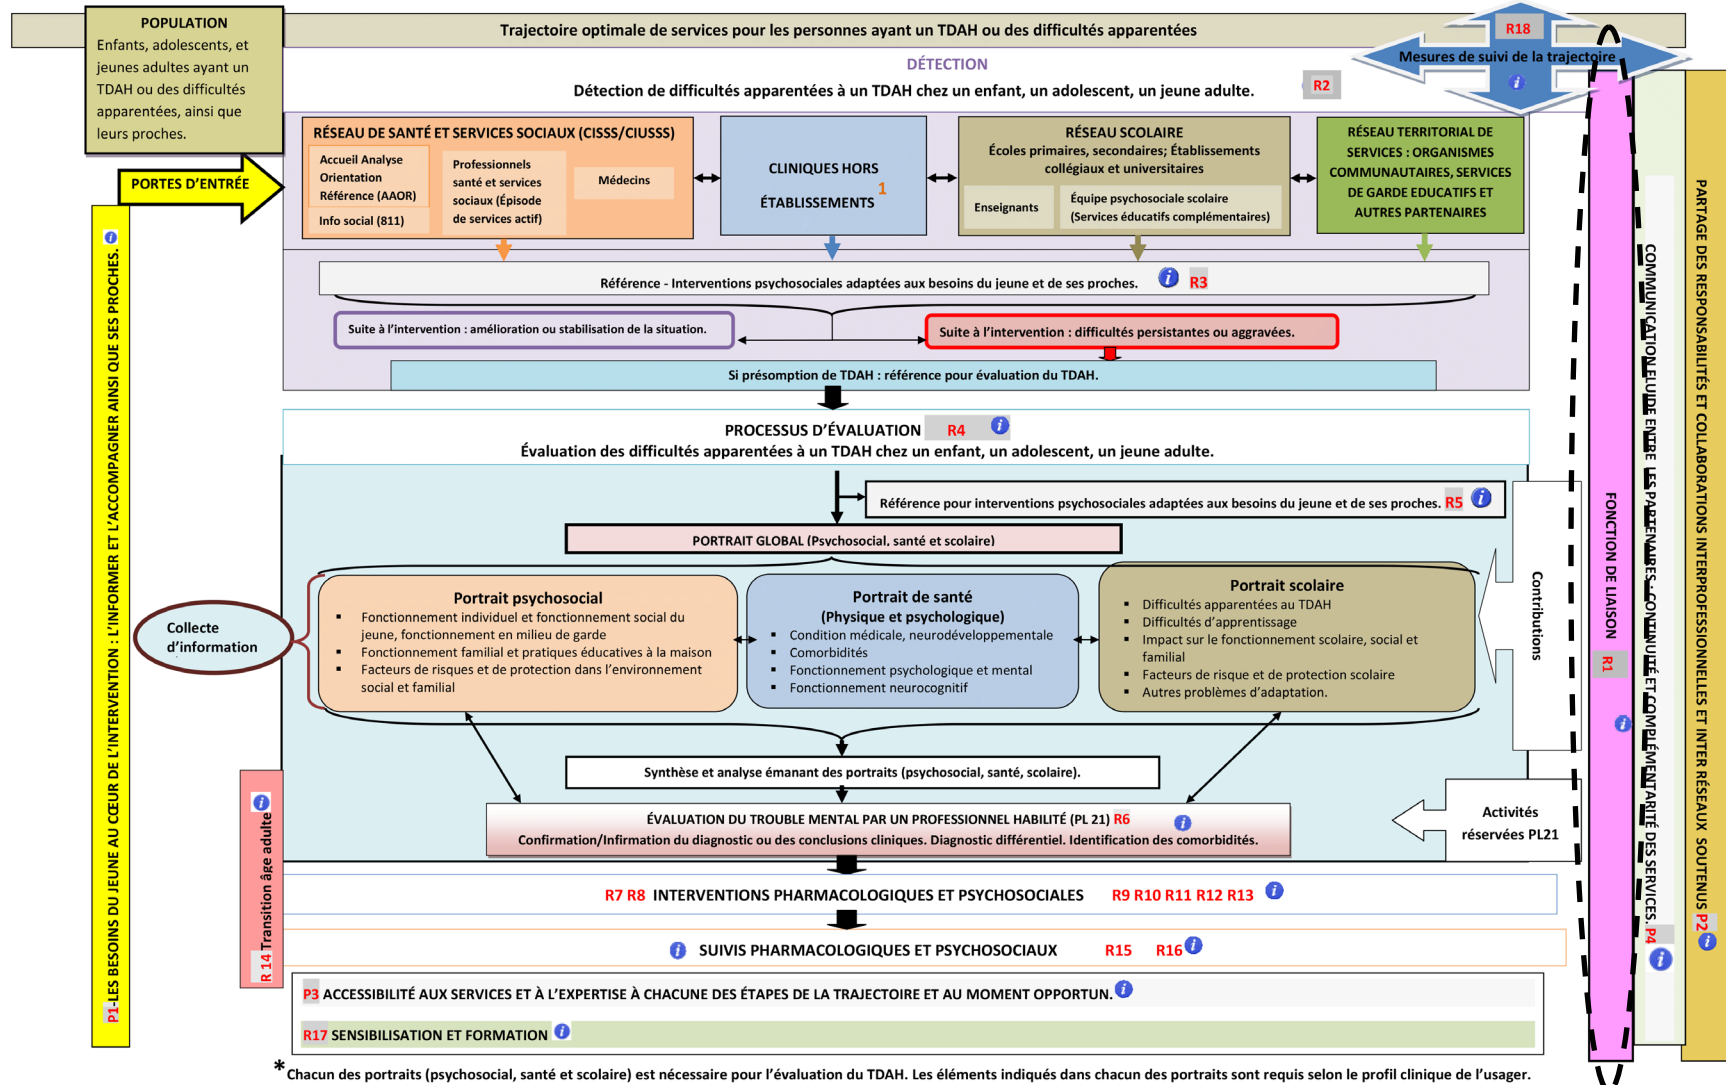 POPULATION
Enfants, adolescents, et
jeunes adultes ayant un
TDAH ou des difficultés
apparentées, ainsi que
leurs proches.
Trajectoire optimale de services pour les personnes ayant un TDAH ou des difficultés apparentées
R18
Mesures de suivi de la trajectoire
i
DÉTECTION
Détection de difficultés apparentées à un TDAH chez un enfant, un adolescent, un jeune adulte. R2
PORTES D'ENTRÉE
RÉSEAU DE SANTÉ ET SERVICES SOCIAUX (CISSS/CIUSSS)
Accueil Analyse
Orientation
Référence (AAOR)
Info social (811)
Professionnels
santé et services
sociaux (Épisode
de services actif)
Médecins
CLINIQUES HORS
ÉTABLISSEMENTS 1
RÉSEAU SCOLAIRE
Écoles primaires, secondaires; Établissements
collégiaux et universitaires
Enseignants
Équipe psychosociale scolaire
(Services éducatifs complémentaires)
RÉSEAU TERRITORIAL DE
SERVICES : ORGANISMES
COMMUNAUTAIRES, SERVICES
DE GARDE EDUCATIFS ET
AUTRES PARTENAIRES
Référence - Interventions psychosociales adaptées aux besoins du jeune et de ses proches. i R3
Suite à l'intervention : amélioration ou stabilisation de la situation.
Suite à l'intervention : difficultés persistantes ou aggravées.
Si présomption de TDAH : référence pour évaluation du TDAH.
PROCESSUS D'ÉVALUATION R4 i
Évaluation des difficultés apparentées à un TDAH chez un enfant, un adolescent, un jeune adulte.
Référence pour interventions psychosociales adaptées aux besoins du jeune et de ses proches. R5 i
PORTRAIT GLOBAL (Psychosocial, santé et scolaire)
Collecte
d'information
Portrait psychosocial
▪ Fonctionnement individuel et fonctionnement social du
jeune, fonctionnement en milieu de garde
▪ Fonctionnement familial et pratiques éducatives à la maison
▪ Facteurs de risques et de protection dans l'environnement
social et familial
Portrait de santé
(Physique et psychologique)
▪ Condition médicale, neurodéveloppementale
▪ Comorbidités
▪ Fonctionnement psychologique et mental
▪ Fonctionnement neurocognitif
Portrait scolaire
▪ Difficultés apparentées au TDAH
▪ Difficultés d'apprentissage
▪ Impact sur le fonctionnement scolaire, social et
familial
▪ Facteurs de risque et de protection scolaire
▪ Autres problèmes d'adaptation.
Contributions
Synthèse et analyse émanant des portraits (psychosocial, santé, scolaire).
ÉVALUATION DU TROUBLE MENTAL PAR UN PROFESSIONNEL HABILITÉ (PL 21) R6 i
Confirmation/Infirmation du diagnostic ou des conclusions cliniques. Diagnostic différentiel. Identification des comorbidités.
Activités
réservées PL21
R7 R8 INTERVENTIONS PHARMACOLOGIQUES ET PSYCHOSOCIALES R9 R10 R11 R12 R13 i
i SUIVIS PHARMACOLOGIQUES ET PSYCHOSOCIAUX R15 R16 i
P3 ACCESSIBILITÉ AUX SERVICES ET À L'EXPERTISE À CHACUNE DES ÉTAPES DE LA TRAJECTOIRE ET AU MOMENT OPPORTUN. i
R17 SENSIBILISATION ET FORMATION i
P1-LES BESOINS DU JEUNE AU CŒUR DE L'INTERVENTION : L'INFORMER ET L'ACCOMPAGNER AINSI QUE SES PROCHES. i
R 14 Transition âge adulte i
FONCTION DE LIAISON R1 i
COMMUNICATION FLUIDE ENTRE LES PARTENAIRES : CONTINUITÉ ET COMPLÉMENTARITÉ DES SERVICES. P4 i
PARTAGE DES RESPONSABILITÉS ET COLLABORATIONS INTERPROFESSIONNELLES ET INTER RÉSEAUX SOUTENUS P2 i
* Chacun des portraits (psychosocial, santé et scolaire) est nécessaire pour l'évaluation du TDAH. Les éléments indiqués dans chacun des portraits sont requis selon le profil clinique de l'usager.